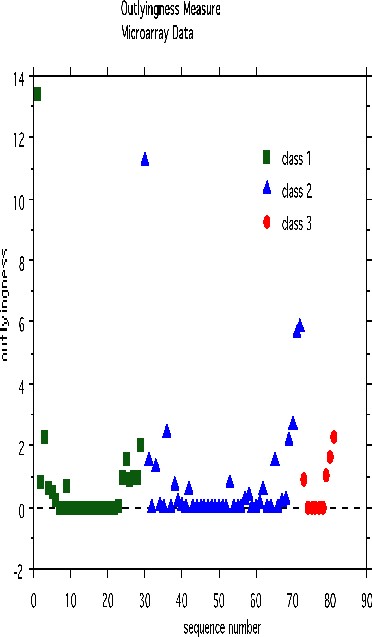 Outlyingness Measure
Microarray Data
14
12
10
8
6
4
2
0
-2
outlyingness
class 1
class 2
class 3
0 10 20 30 40 50 60 70 80 90
sequence number